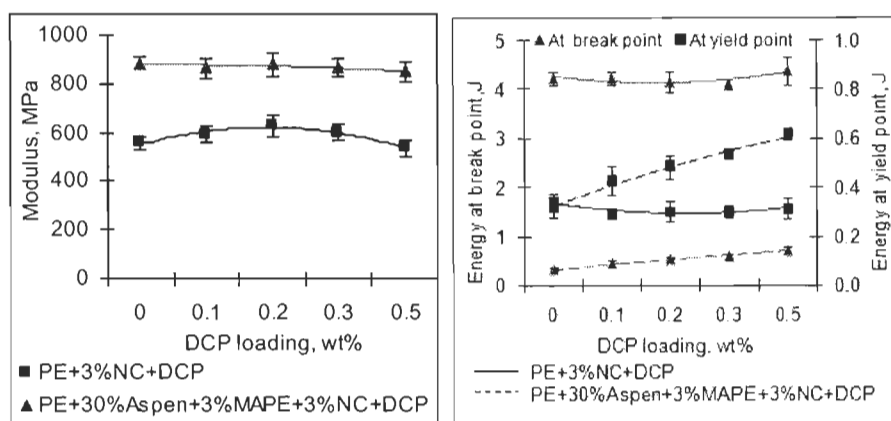 1000
800
600
400
200
0
Modulus, MPa
0 0.1 0.2 0.3 0.5
DCP loading, wt%
PE+3%NC+DCP
PE+30%Aspen+3%MAPE+3%NC+DCP
At break point At yield point
5
4
3
2
1
0
Energy at break point, J
1.0
0.8
0.6
0.4
0.2
0.0
Energy at yield point, J
0 0.1 0.2 0.3 0.5
DCP loading. wt%
PE+3%NC+DCP
PE+30%Aspen+3%MAPE+3%NC+DCP